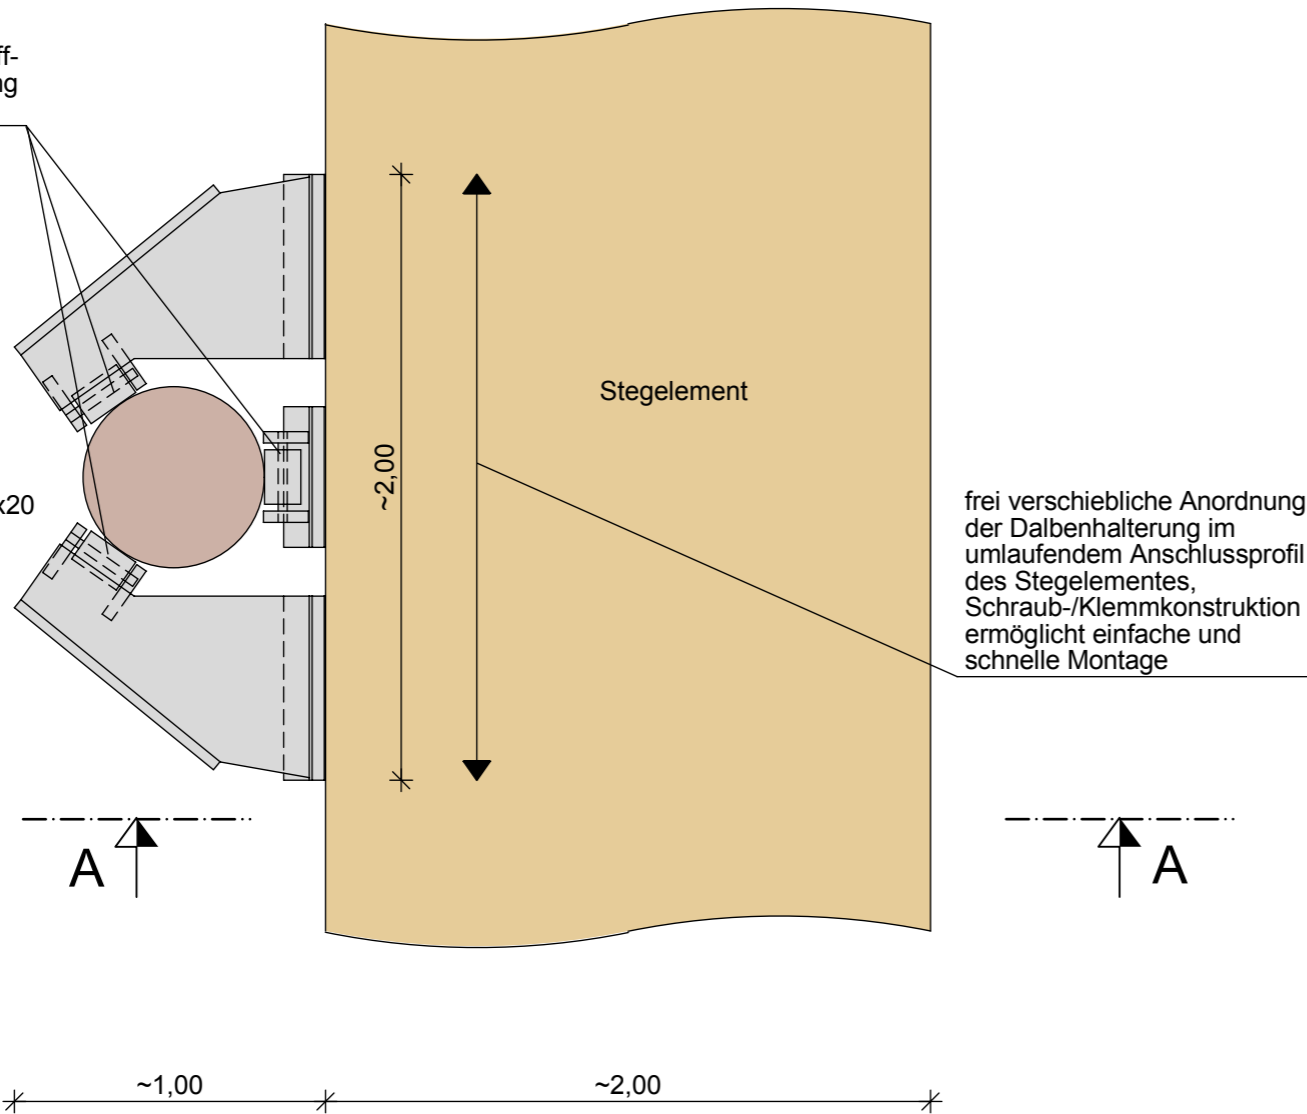 ff-
ng
Stegelement
~2,00
x20
frei verschiebliche Anordnung
der Dalbenhalterung im
umlaufendem Anschlussprofil
des Stegelementes,
Schraub-/Klemmkonstruktion
ermöglicht einfache und
schnelle Montage
A
A
~1,00
~2,00